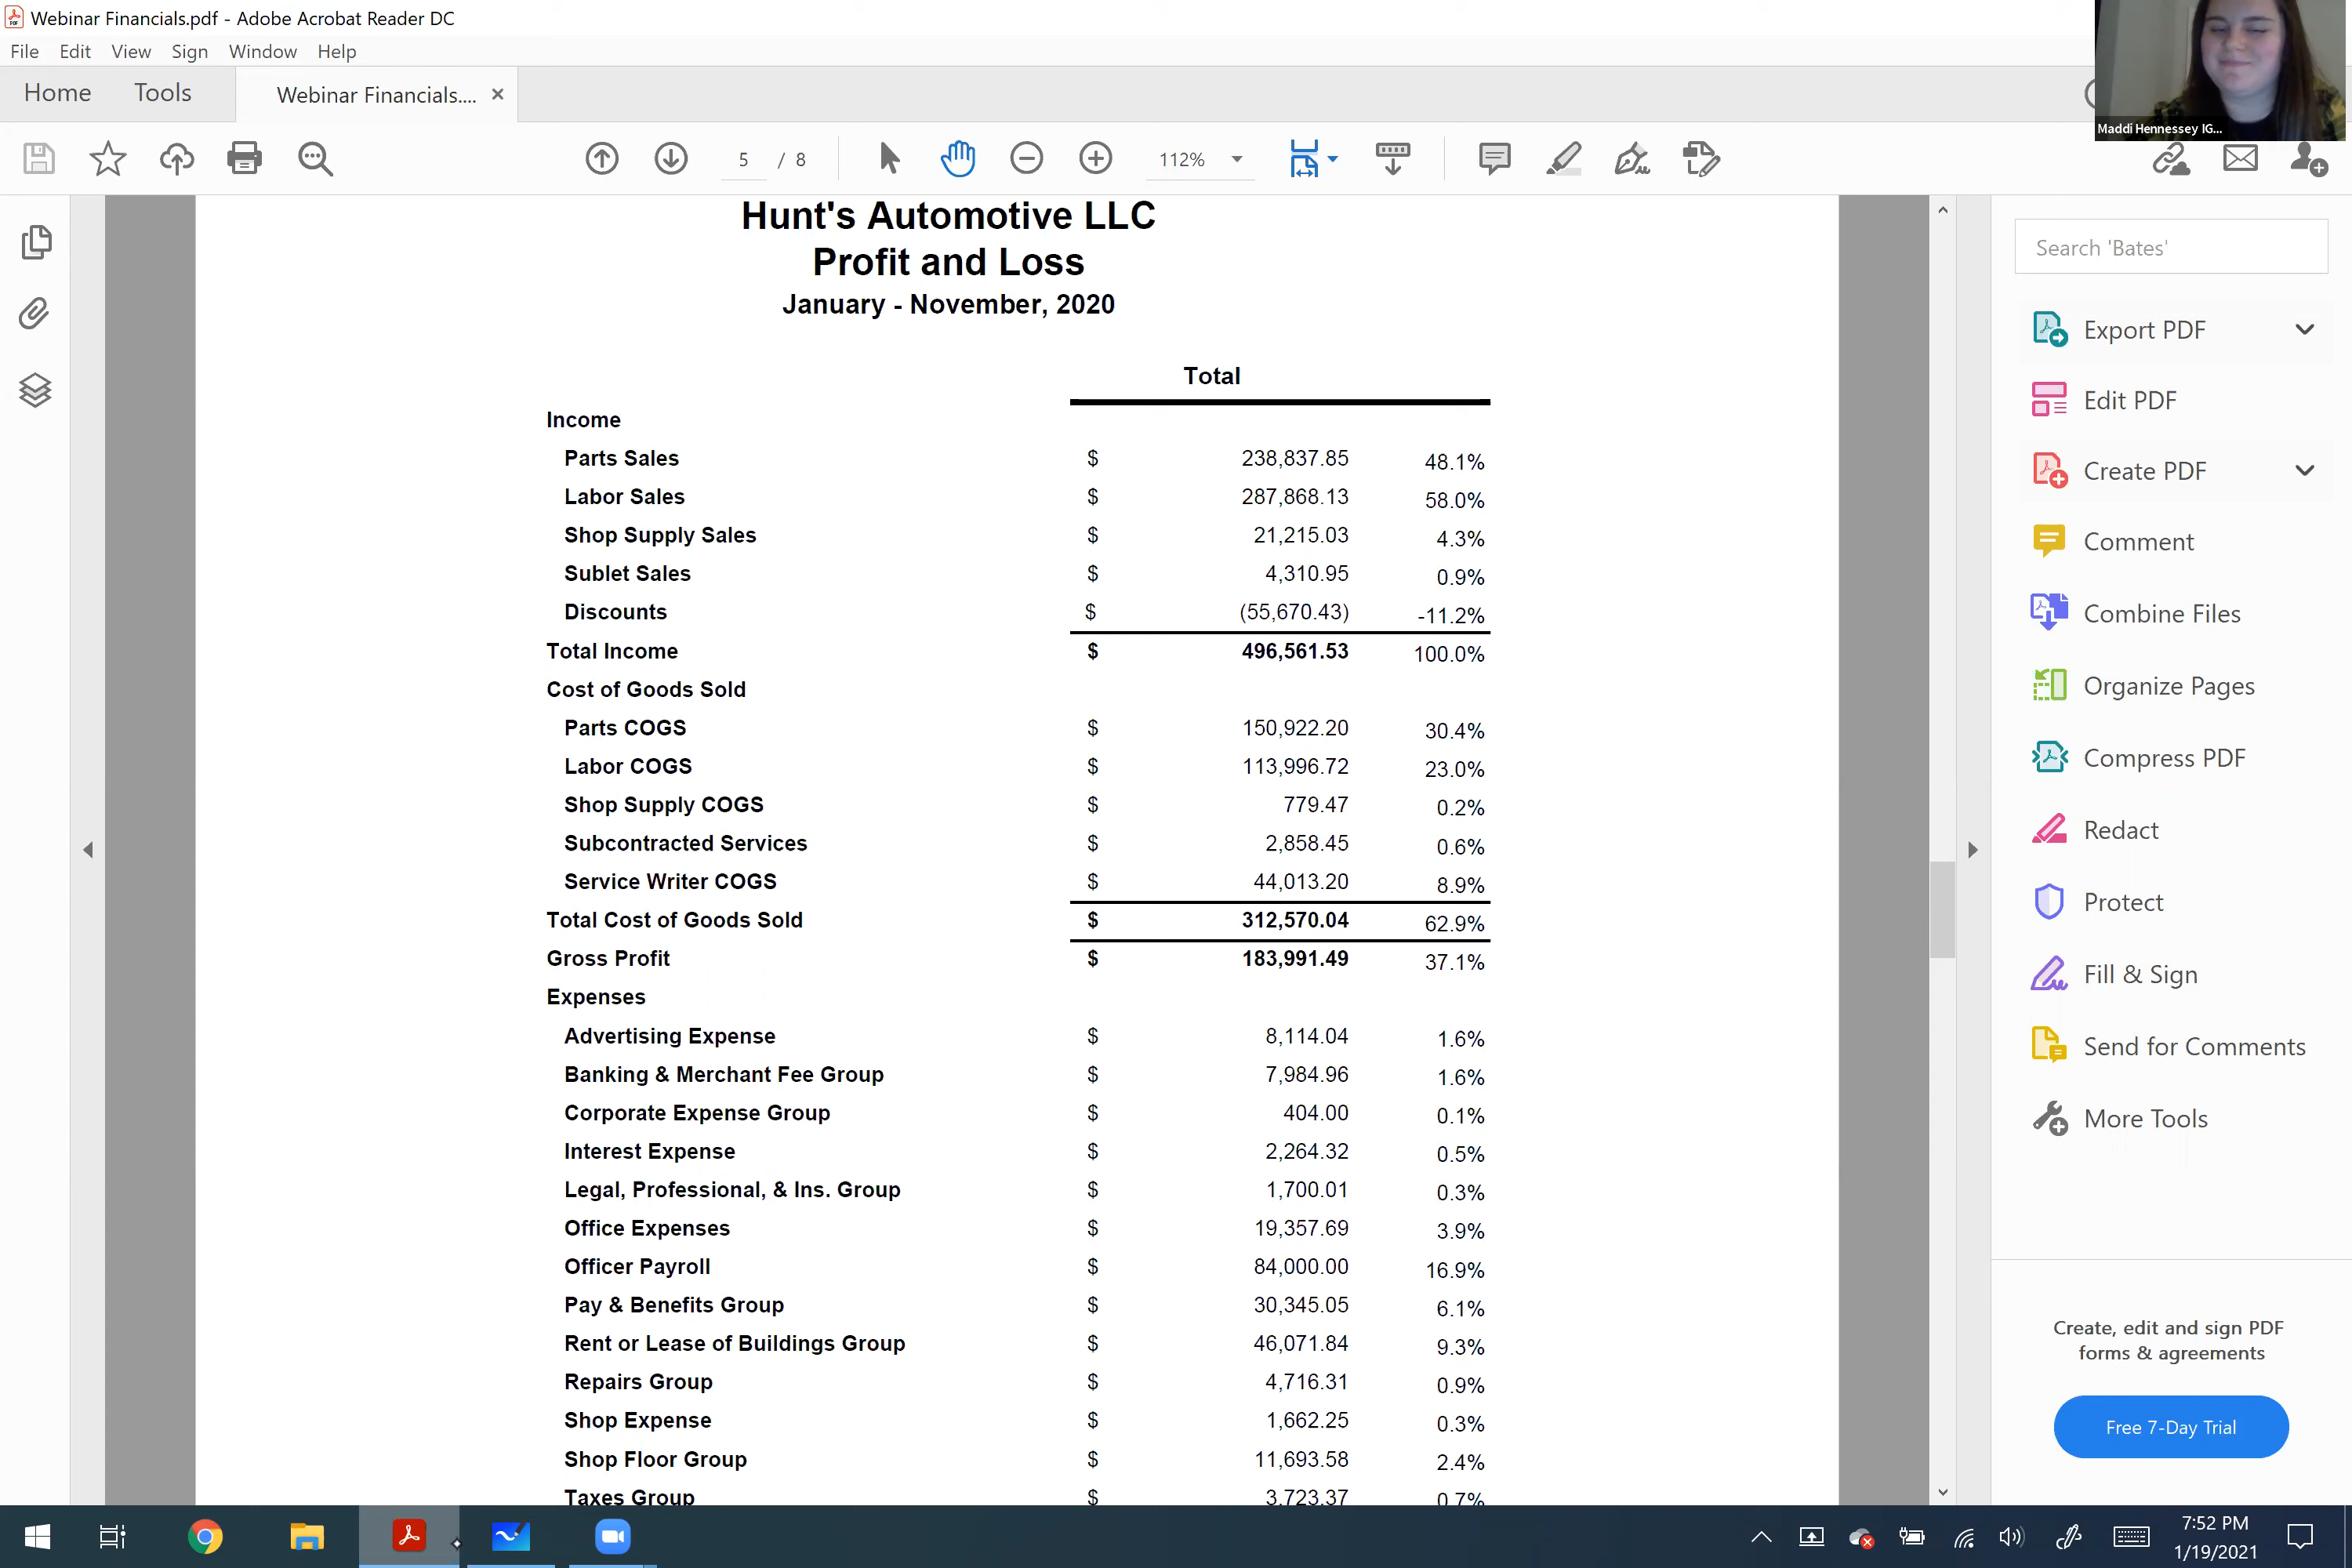 Webinar Financials.pdf - Adobe Acrobat Reader DC
File Edit View Sign Window Help
Home Tools Webinar Financials.... ×
5 / 8 112%
Maddi Hennessey IG...
Hunt's Automotive LLC
Profit and Loss
January - November, 2020
Total
Income
Parts Sales $ 238,837.85 48.1%
Labor Sales $ 287,868.13 58.0%
Shop Supply Sales $ 21,215.03 4.3%
Sublet Sales $ 4,310.95 0.9%
Discounts $ (55,670.43) -11.2%
Total Income $ 496,561.53 100.0%
Cost of Goods Sold
Parts COGS $ 150,922.20 30.4%
Labor COGS $ 113,996.72 23.0%
Shop Supply COGS $ 779.47 0.2%
Subcontracted Services $ 2,858.45 0.6%
Service Writer COGS $ 44,013.20 8.9%
Total Cost of Goods Sold $ 312,570.04 62.9%
Gross Profit $ 183,991.49 37.1%
Expenses
Advertising Expense $ 8,114.04 1.6%
Banking & Merchant Fee Group $ 7,984.96 1.6%
Corporate Expense Group $ 404.00 0.1%
Interest Expense $ 2,264.32 0.5%
Legal, Professional, & Ins. Group $ 1,700.01 0.3%
Office Expenses $ 19,357.69 3.9%
Officer Payroll $ 84,000.00 16.9%
Pay & Benefits Group $ 30,345.05 6.1%
Rent or Lease of Buildings Group $ 46,071.84 9.3%
Repairs Group $ 4,716.31 0.9%
Shop Expense $ 1,662.25 0.3%
Shop Floor Group $ 11,693.58 2.4%
Taxes Group $ 3,723.37 0.7%
Search 'Bates'
Export PDF
Edit PDF
Create PDF
Comment
Combine Files
Organize Pages
Compress PDF
Redact
Protect
Fill & Sign
Send for Comments
More Tools
Create, edit and sign PDF
forms & agreements
Free 7-Day Trial
7:52 PM
1/19/2021